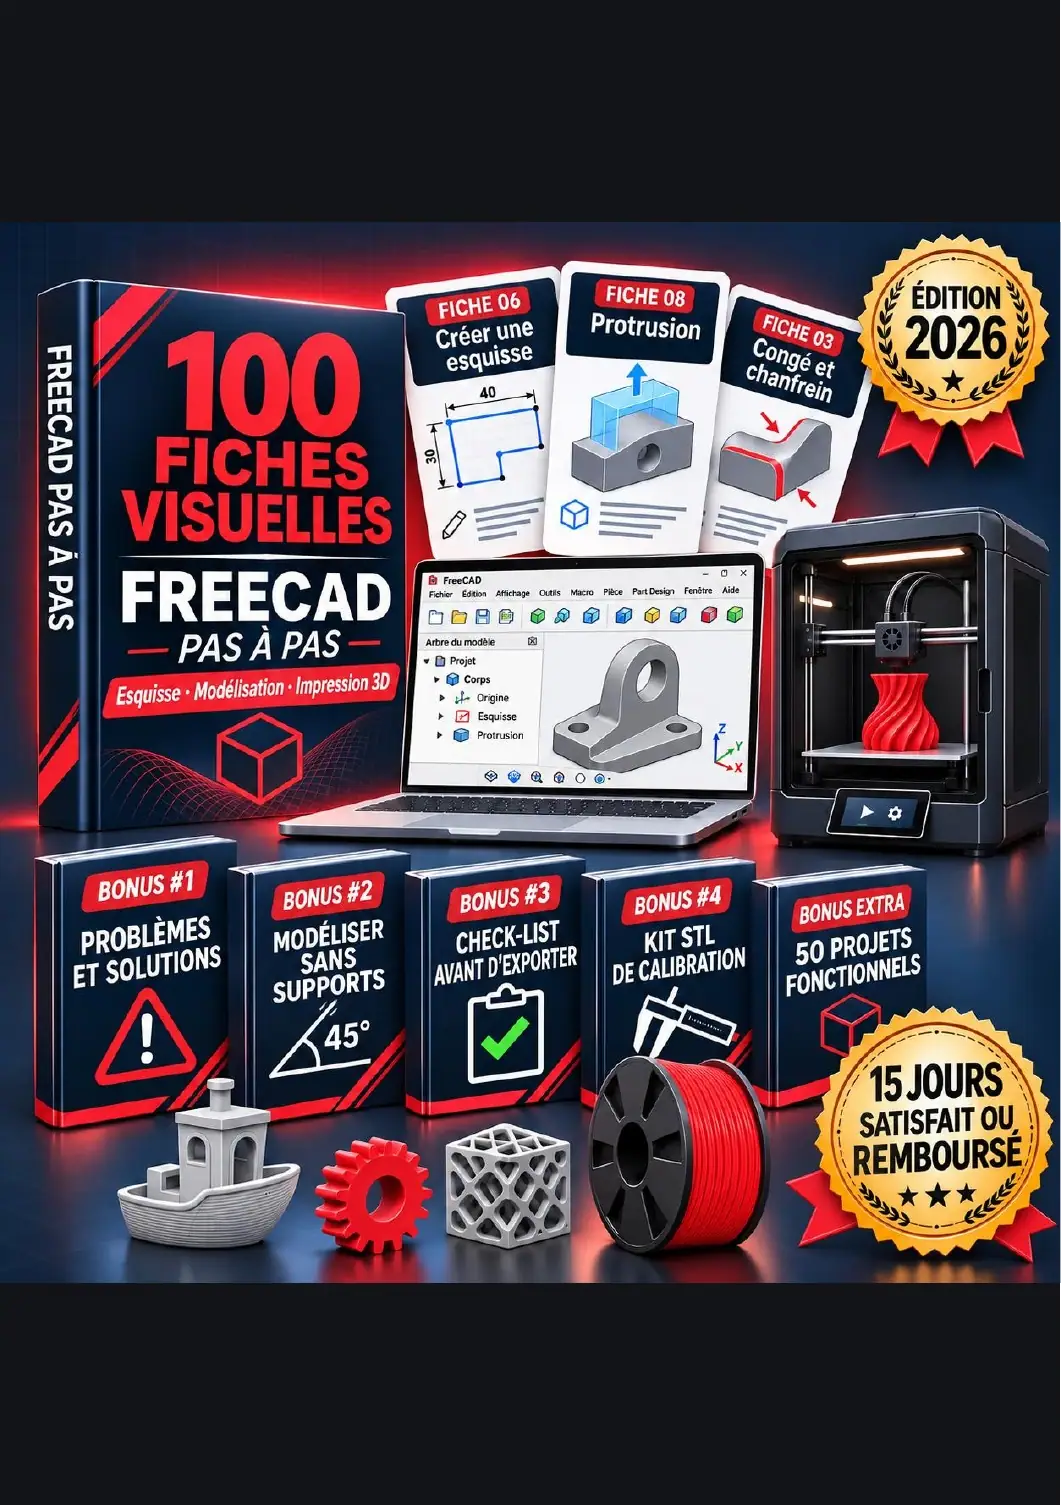 FREECAD PAS À PAS
100
FICHES
VISUELLES
FREECAD
PAS À PAS
Esquisse · Modélisation · Impression 3D
FICHE 06
Créer une
esquisse
40
30
FICHE 08
Protrusion
FICHE 03
Congé et
chanfrein
ÉDITION
2026
FreeCAD
Fichier Édition Affichage Outils Macro Pièce Part Design Fenêtre Aide
Arbre du modèle
Projet
Corps
Origine
Esquisse
Protrusion
Z
Y
X
BONUS #1
PROBLÈMES
ET SOLUTIONS
BONUS #2
MODÉLISER
SANS
SUPPORTS
45°
BONUS #3
CHECK-LIST
AVANT D'EXPORTER
BONUS #4
KIT STL
DE CALIBRATION
BONUS EXTRA
50 PROJETS
FONCTIONNELS
15 JOURS
SATISFAIT OU
REMBOURSÉ